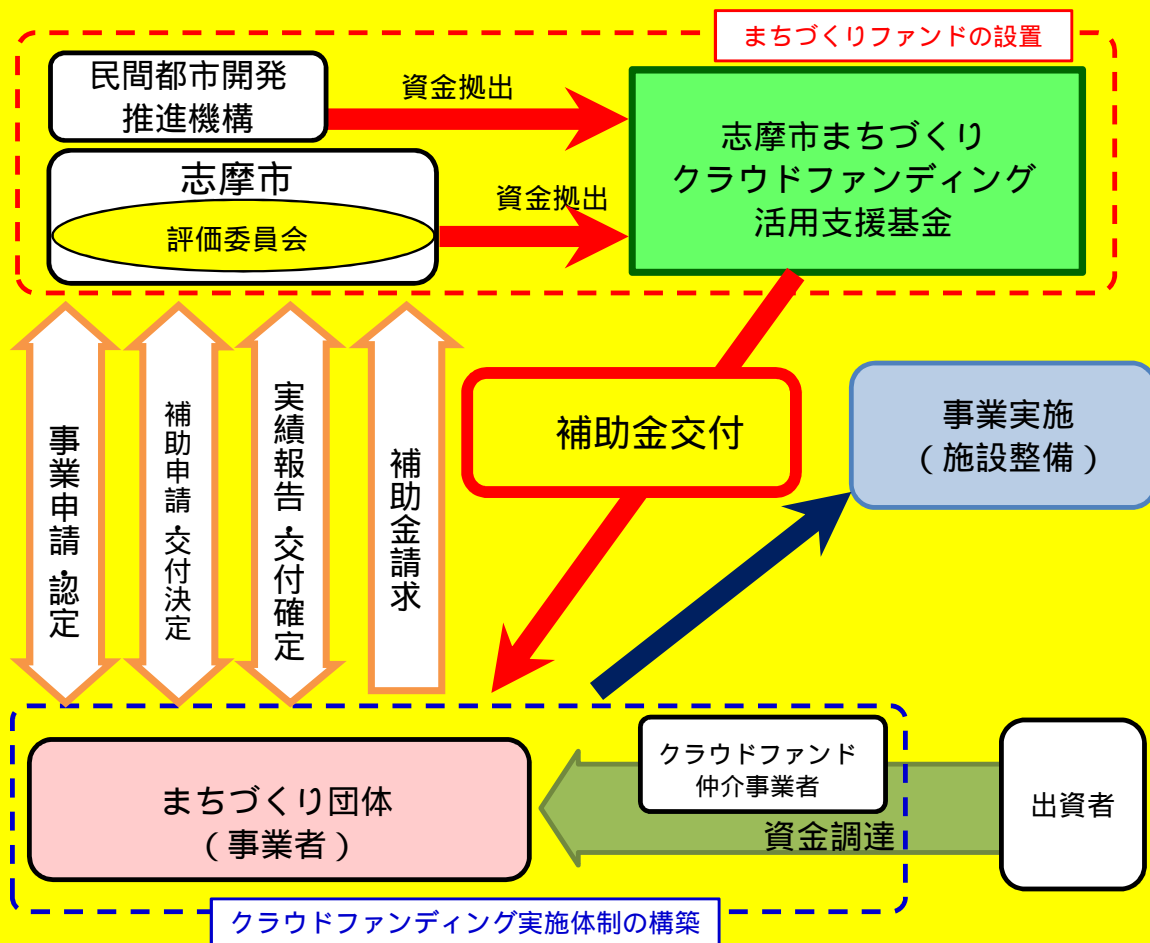 まちづくりファンドの設置
民間都市開発
推進機構
資金拠出
志摩市まちづくり
クラウドファンディング
活用支援基金
志摩市
評価委員会
資金拠出
事業申請・認定
補助申請・交付決定
実績報告・交付確定
補助金請求
補助金交付
事業実施
（施設整備）
まちづくり団体
（事業者）
クラウドファンド
仲介事業者
資金調達
出資者
クラウドファンディング実施体制の構築